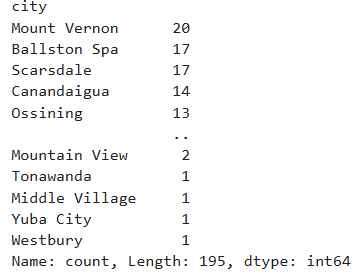 city
Mount Vernon 20
Ballston Spa 17
Scarsdale 17
Canandaigua 14
Ossining 13
..
Mountain View 2
Tonawanda 1
Middle Village 1
Yuba City 1
Westbury 1
Name: count, Length: 195, dtype: int64